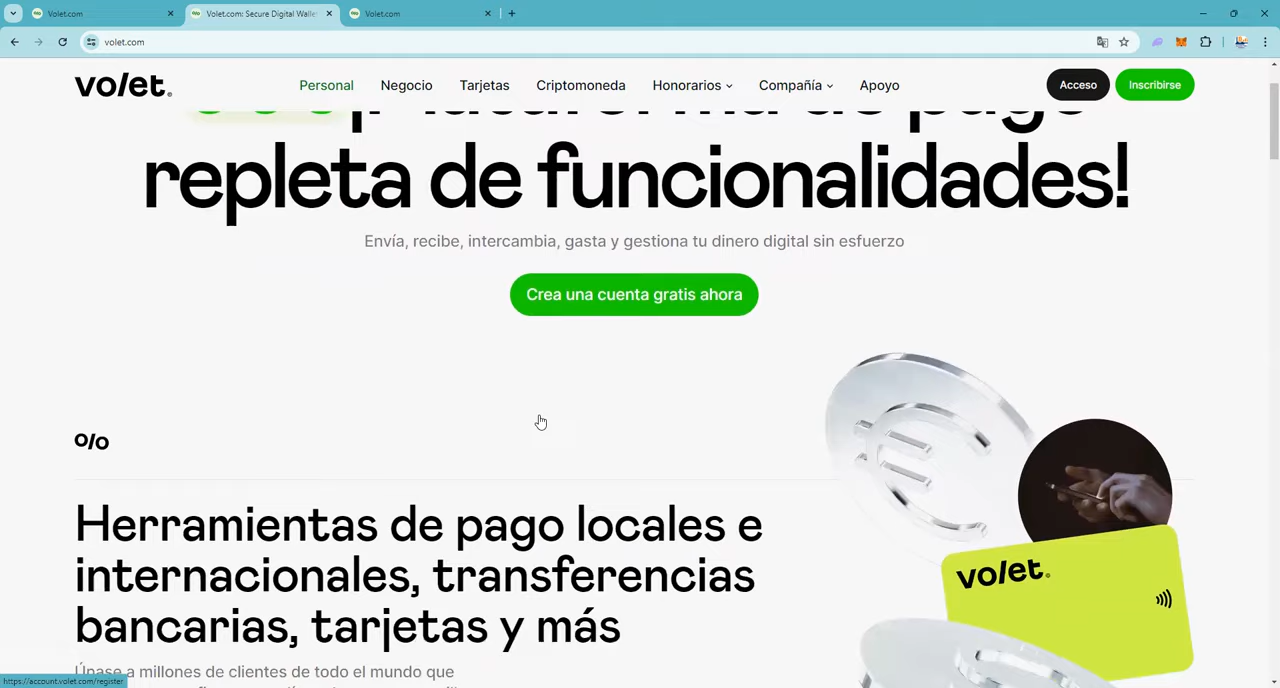 Volet.com
Volet.com: Secure Digital Walle
Volet.com
volet.com
volet.
Personal
Negocio
Tarjetas
Criptomoneda
Honorarios
Compañía
Apoyo
Acceso
Inscribirse
repleta de funcionalidades!
Envía, recibe, intercambia, gasta y gestiona tu dinero digital sin esfuerzo
Crea una cuenta gratis ahora
Herramientas de pago locales e
internacionales, transferencias
bancarias, tarjetas y más
volet.
Únase a millones de clientes de todo el mundo que
https://account.volet.com/register